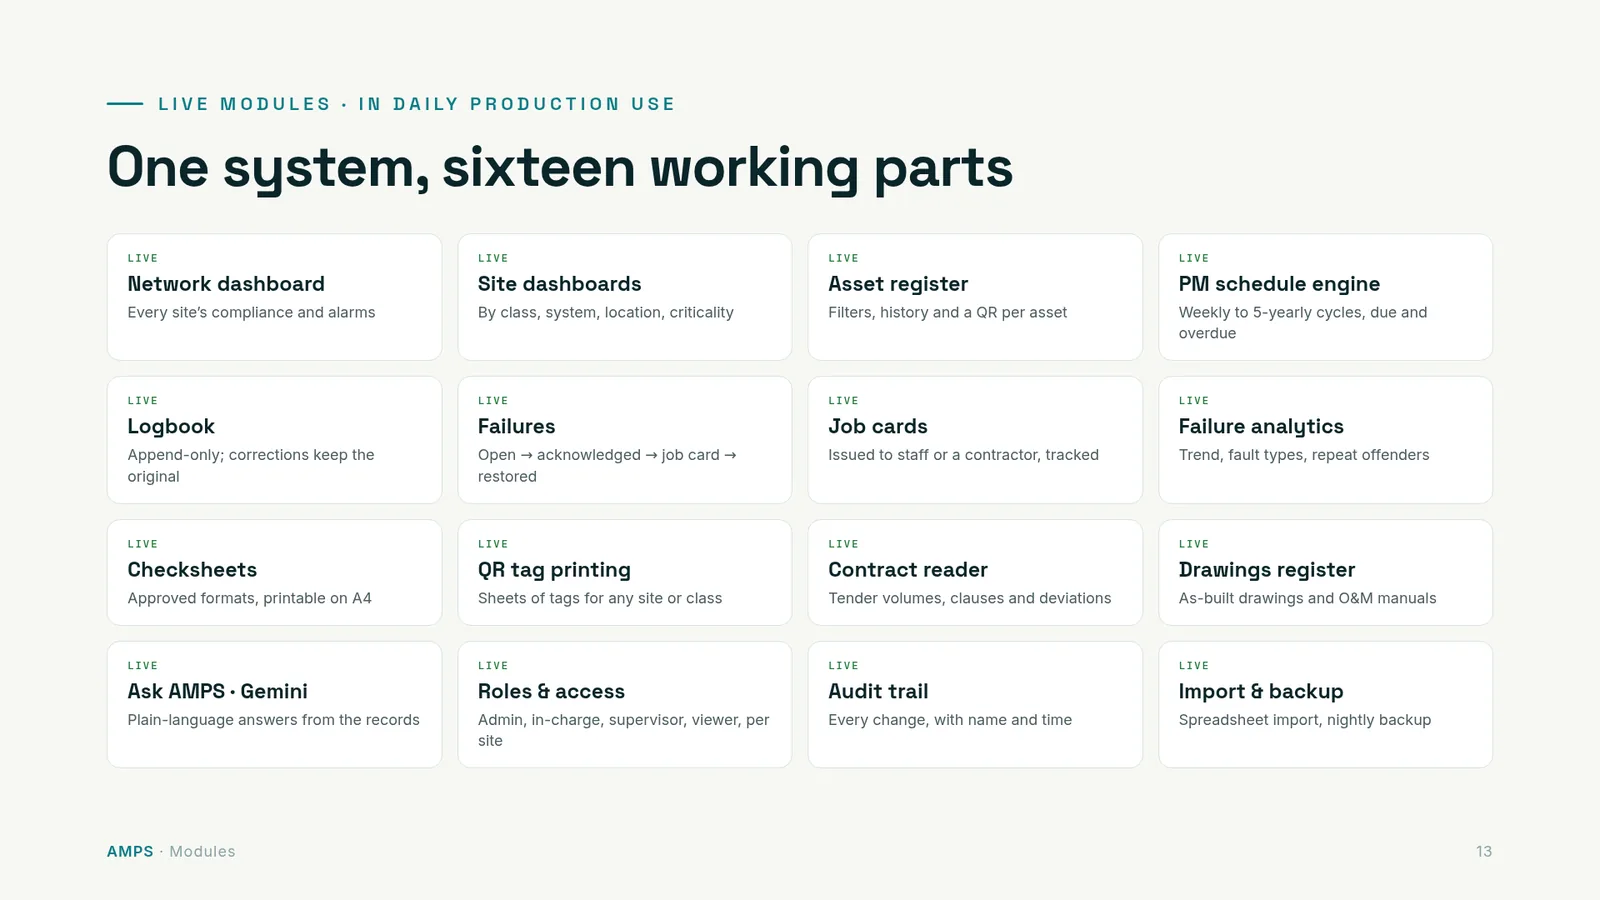 LIVE MODULES · IN DAILY PRODUCTION USE
One system, sixteen working parts
LIVE
Network dashboard
Every site’s compliance and alarms
LIVE
Site dashboards
By class, system, location, criticality
LIVE
Asset register
Filters, history and a QR per asset
LIVE
PM schedule engine
Weekly to 5-yearly cycles, due and
overdue
LIVE
Logbook
Append-only; corrections keep the
original
LIVE
Failures
Open → acknowledged → job card →
restored
LIVE
Job cards
Issued to staff or a contractor, tracked
LIVE
Failure analytics
Trend, fault types, repeat offenders
LIVE
Checksheets
Approved formats, printable on A4
LIVE
QR tag printing
Sheets of tags for any site or class
LIVE
Contract reader
Tender volumes, clauses and deviations
LIVE
Drawings register
As-built drawings and O&M manuals
LIVE
Ask AMPS · Gemini
Plain-language answers from the records
LIVE
Roles & access
Admin, in-charge, supervisor, viewer, per
site
LIVE
Audit trail
Every change, with name and time
LIVE
Import & backup
Spreadsheet import, nightly backup
AMPS · Modules
13